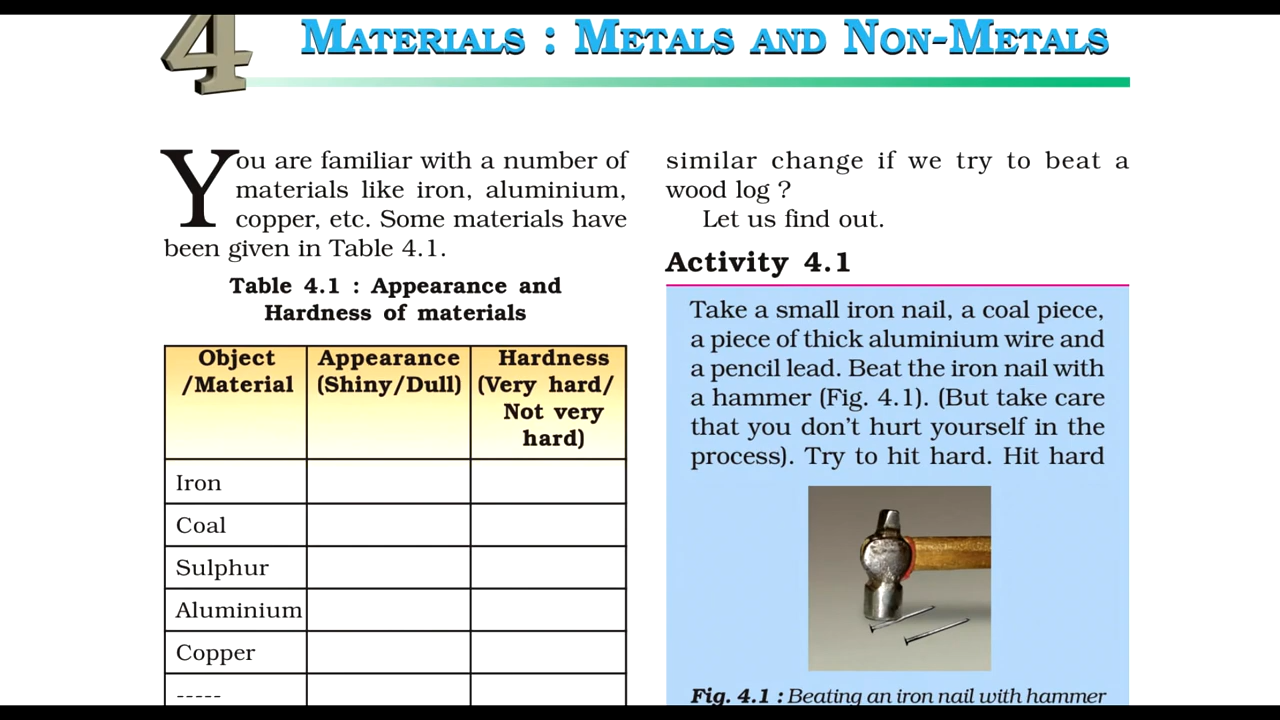 4
MATERIALS : METALS AND NON-METALS
You are familiar with a number of
materials like iron, aluminium,
copper, etc. Some materials have
been given in Table 4.1.
Table 4.1 : Appearance and
Hardness of materials
Object /Material
Appearance (Shiny/Dull)
Hardness (Very hard/ Not very hard)
Iron
Coal
Sulphur
Aluminium
Copper
-----
similar change if we try to beat a
wood log ?
Let us find out.
Activity 4.1
Take a small iron nail, a coal piece,
a piece of thick aluminium wire and
a pencil lead. Beat the iron nail with
a hammer (Fig. 4.1). (But take care
that you don't hurt yourself in the
process). Try to hit hard. Hit hard
Fig. 4.1 : Beating an iron nail with hammer